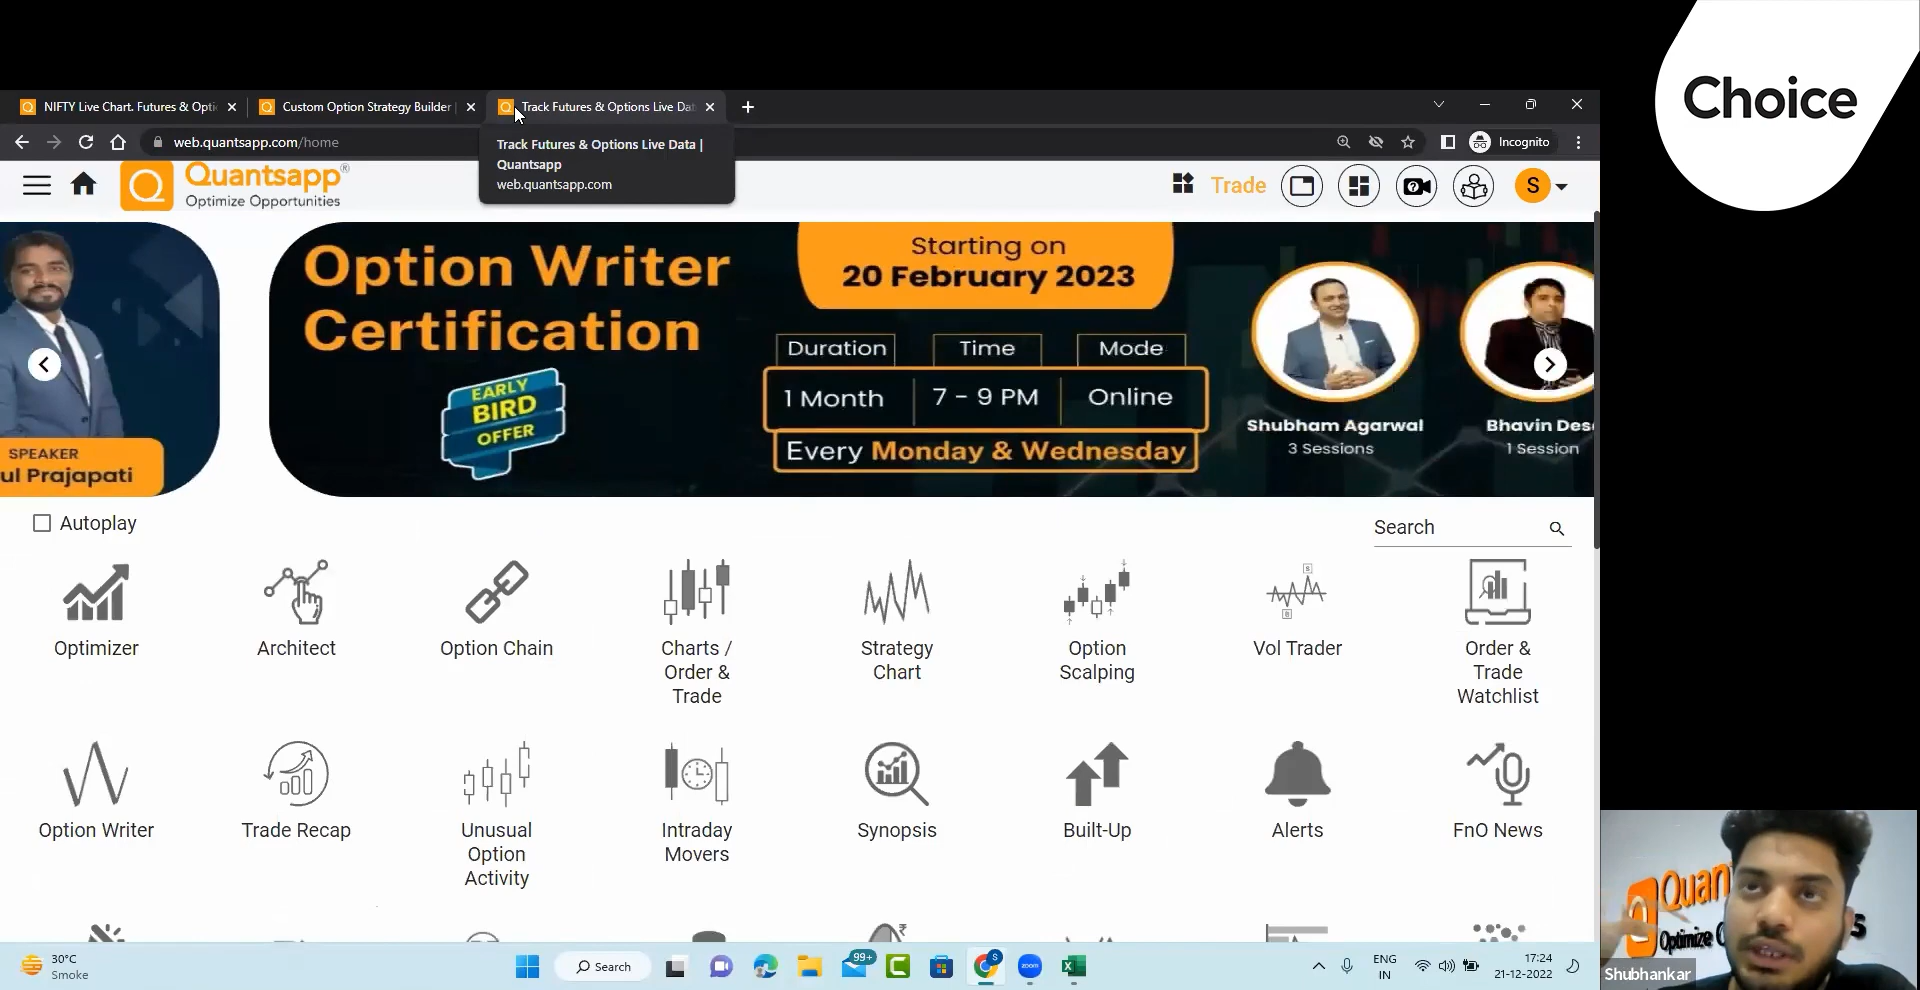 Choice
NIFTY Live Chart. Futures & Opti
Custom Option Strategy Builder |
Track Futures & Options Live Dat
web.quantsapp.com/home
Incognito
Track Futures & Options Live Data |
Quantsapp
web.quantsapp.com
Quantsapp®
Optimize Opportunities
Trade
S
Option Writer
Certification
EARLY
BIRD
OFFER
Starting on
20 February 2023
Duration
Time
Mode
1 Month
7 - 9 PM
Online
Every Monday & Wednesday
Shubham Agarwal
3 Sessions
Bhavin Des
1 Session
SPEAKER
ul Prajapati
Autoplay
Search
Optimizer
Architect
Option Chain
Charts /
Order &
Trade
Strategy
Chart
Option
Scalping
Vol Trader
Order &
Trade
Watchlist
Option Writer
Trade Recap
Unusual
Option
Activity
Intraday
Movers
Synopsis
Built-Up
Alerts
FnO News
Quan
Optimize
s
Shubhankar
30°C
Smoke
Search
99+
S
zoom
ENG
IN
17:24
21-12-2022